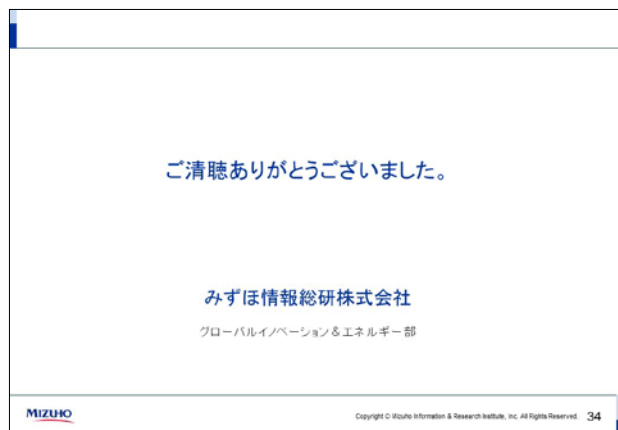 ご清聴ありがとうございました。
みずほ情報総研株式会社
グローバルイノベーション＆エネルギー部
MIZUHO
Copyright © Mizuho Information & Research Institute, Inc. All Rights Reserved. 34